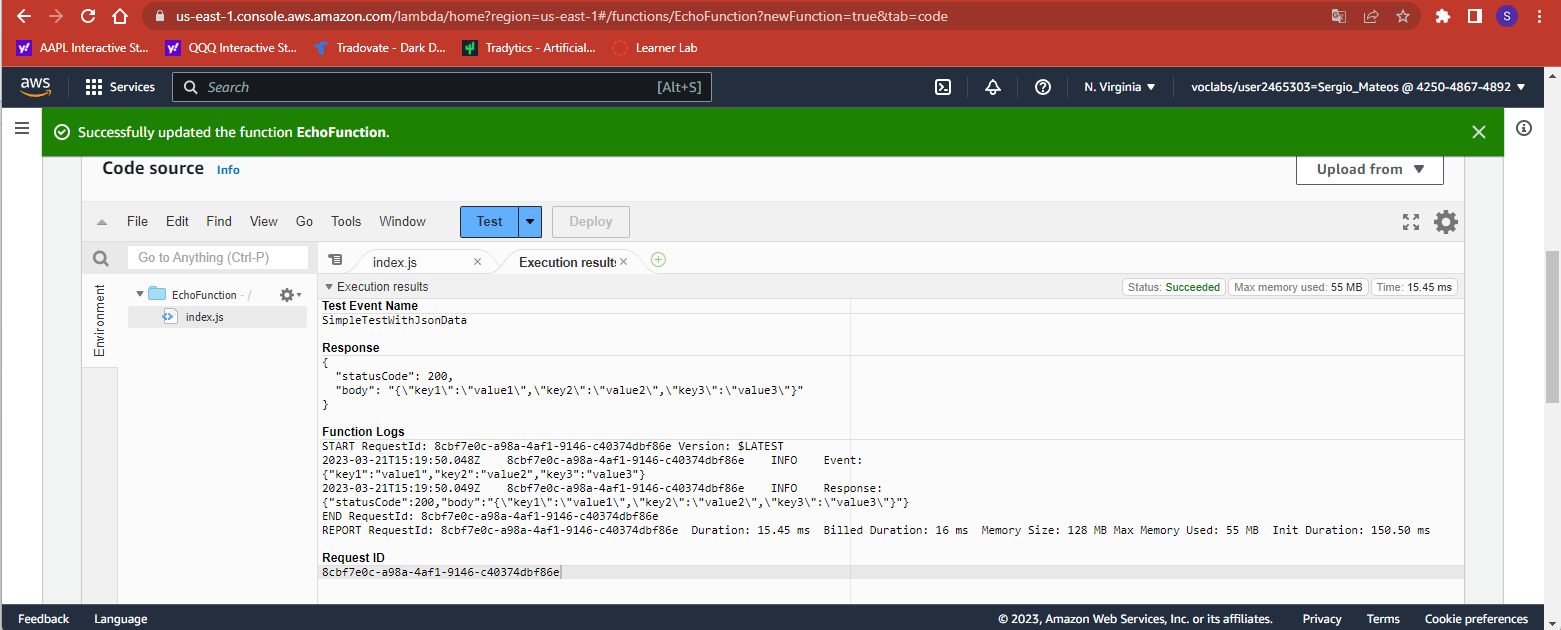 us-east-1.console.aws.amazon.com/lambda/home?region=us-east-1#/functions/EchoFunction?newFunction=true&tab=code
S
AAPL Interactive St... QQQ Interactive St... Tradovate - Dark D... Tradytics - Artificial... Learner Lab
aws Services Search [Alt+S] N. Virginia ▼ voclabs/user2465303=Sergio_Mateos @ 4250-4867-4892 ▼
Successfully updated the function EchoFunction.
Code source Info Upload from ▼
File Edit Find View Go Tools Window Test Deploy
Go to Anything (Ctrl-P) index.js Execution results
Environment
EchoFunction - /
index.js
Execution results Status: Succeeded Max memory used: 55 MB Time: 15.45 ms
Test Event Name
SimpleTestWithJsonData
Response
{
"statusCode": 200,
"body": "{\"key1\":\"value1\",\"key2\":\"value2\",\"key3\":\"value3\"}"
}
Function Logs
START RequestId: 8cbf7e0c-a98a-4af1-9146-c40374dbf86e Version: $LATEST
2023-03-21T15:19:50.048Z 8cbf7e0c-a98a-4af1-9146-c40374dbf86e INFO Event:
{"key1":"value1","key2":"value2","key3":"value3"}
2023-03-21T15:19:50.049Z 8cbf7e0c-a98a-4af1-9146-c40374dbf86e INFO Response:
{"statusCode":200,"body":"{\"key1\":\"value1\",\"key2\":\"value2\",\"key3\":\"value3\"}"}
END RequestId: 8cbf7e0c-a98a-4af1-9146-c40374dbf86e
REPORT RequestId: 8cbf7e0c-a98a-4af1-9146-c40374dbf86e Duration: 15.45 ms Billed Duration: 16 ms Memory Size: 128 MB Max Memory Used: 55 MB Init Duration: 150.50 ms
Request ID
8cbf7e0c-a98a-4af1-9146-c40374dbf86e
Feedback Language © 2023, Amazon Web Services, Inc. or its affiliates. Privacy Terms Cookie preferences